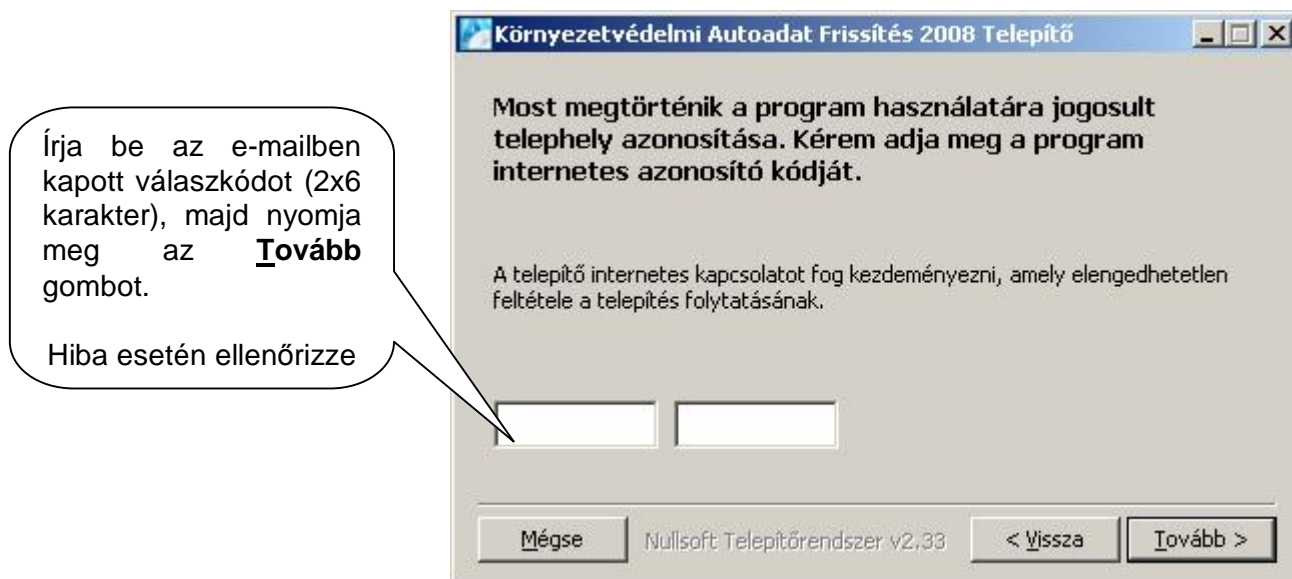 Környezetvédelmi Autoadat Frissítés 2008 Telepítő
Most megtörténik a program használatára jogosult
telephely azonosítása. Kérem adja meg a program
internetes azonosító kódját.
Írja be az e-mailben
kapott válaszkódot (2x6
karakter), majd nyomja
meg az Tovább
gombot.
Hiba esetén ellenőrizze
A telepítő internetes kapcsolatot fog kezdeményezni, amely elengedhetetlen
feltétele a telepítés folytatásának.
Mégse
Nullsoft Telepítőrendszer v2.33
< Vissza
Tovább >